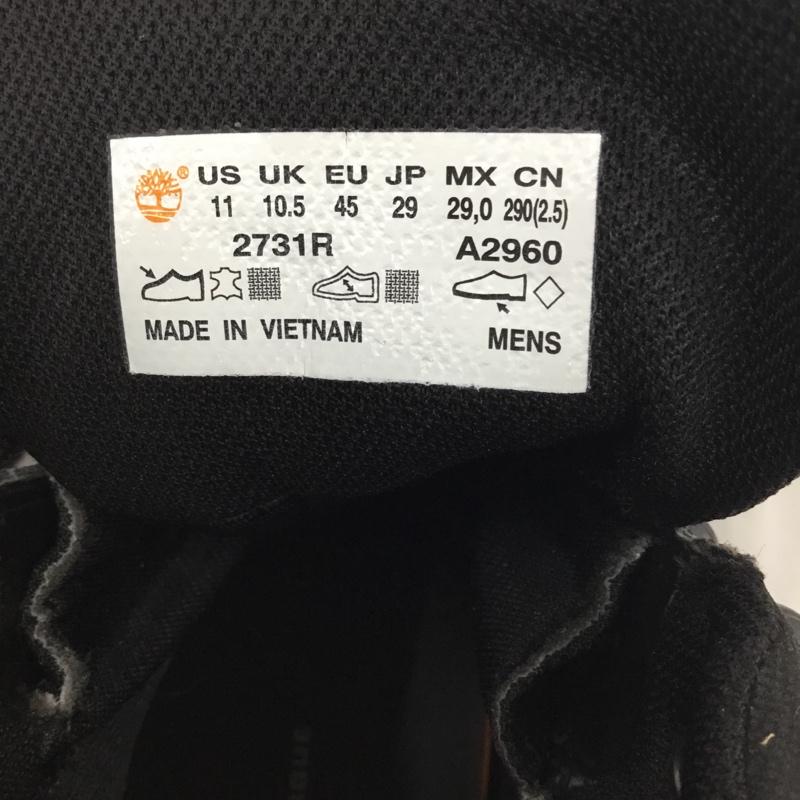 ® US UK EU JP MX CN
11 10.5 45 29 29,0 290(2.5)
2731R A2960
MADE IN VIETNAM MENS